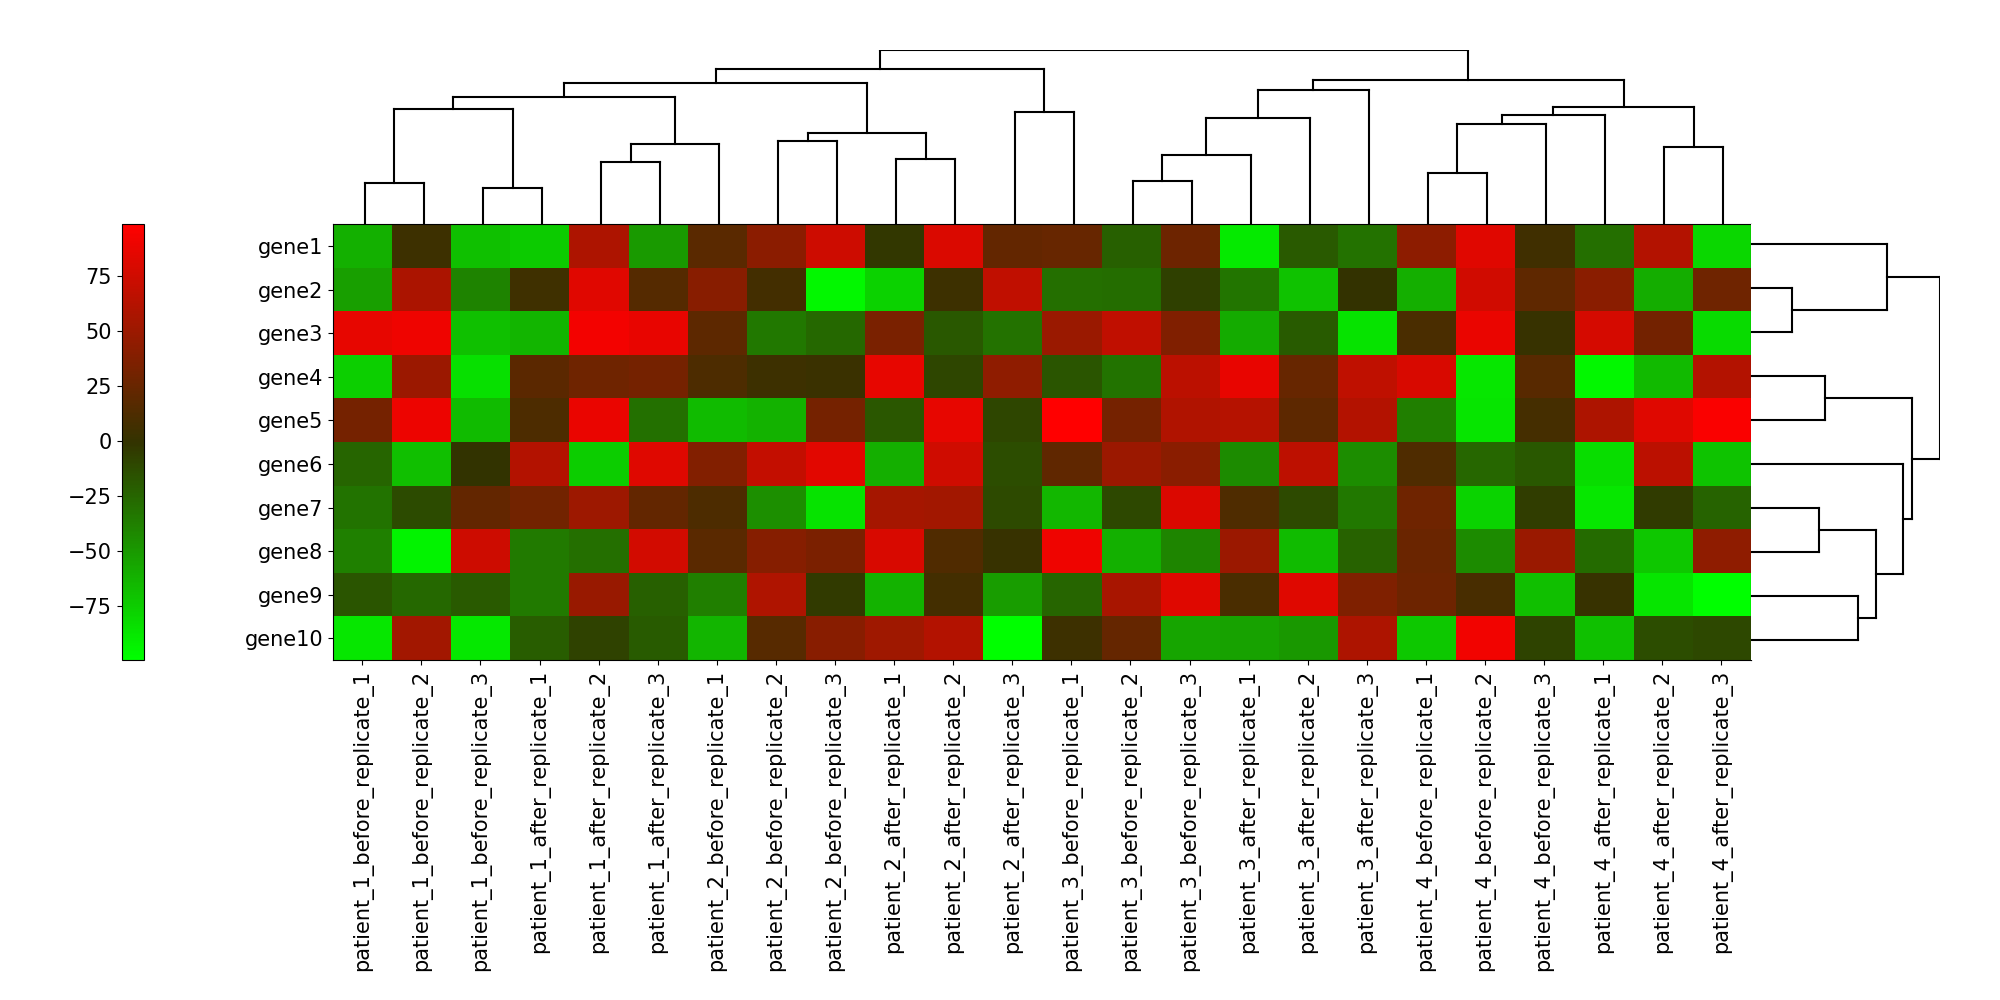 gene1
gene2
gene3
gene4
gene5
gene6
gene7
gene8
gene9
gene10
75
50
25
0
−25
−50
−75
patient_1_before_replicate_1
patient_1_before_replicate_2
patient_1_before_replicate_3
patient_1_after_replicate_1
patient_1_after_replicate_2
patient_1_after_replicate_3
patient_2_before_replicate_1
patient_2_before_replicate_2
patient_2_before_replicate_3
patient_2_after_replicate_1
patient_2_after_replicate_2
patient_2_after_replicate_3
patient_3_before_replicate_1
patient_3_before_replicate_2
patient_3_before_replicate_3
patient_3_after_replicate_1
patient_3_after_replicate_2
patient_3_after_replicate_3
patient_4_before_replicate_1
patient_4_before_replicate_2
patient_4_before_replicate_3
patient_4_after_replicate_1
patient_4_after_replicate_2
patient_4_after_replicate_3